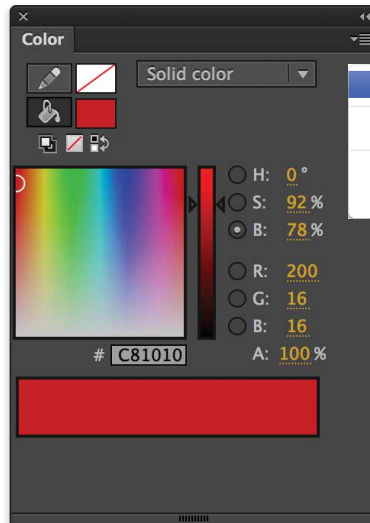 Color
Solid color
H: 0 °
S: 92 %
B: 78 %
R: 200
G: 16
B: 16
# C81010 A: 100 %